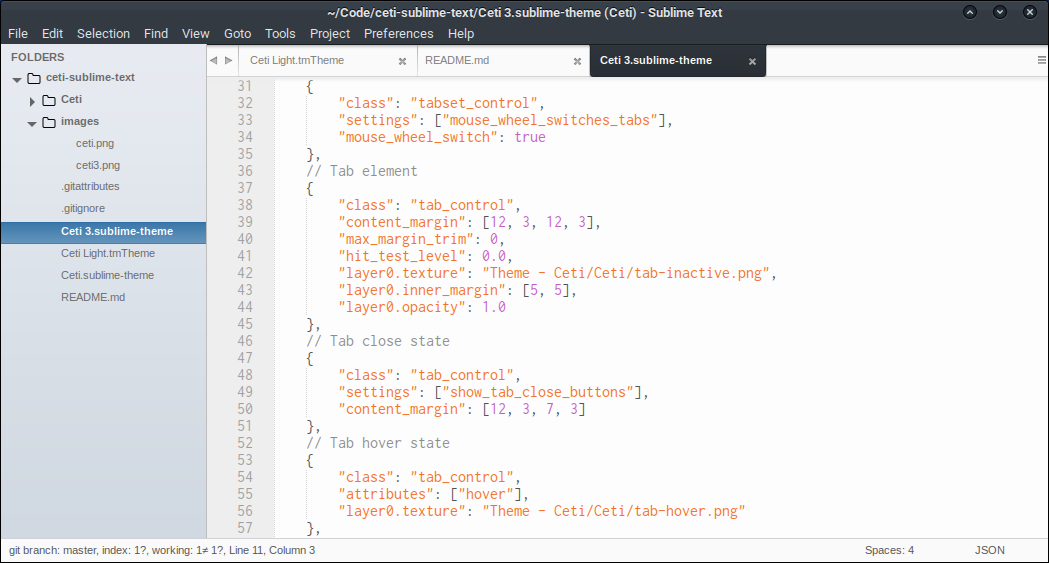 ~/Code/ceti-sublime-text/Ceti 3.sublime-theme (Ceti) - Sublime Text
File Edit Selection Find View Goto Tools Project Preferences Help
FOLDERS
ceti-sublime-text
Ceti
images
ceti.png
ceti3.png
.gitattributes
.gitignore
Ceti 3.sublime-theme
Ceti Light.tmTheme
Ceti.sublime-theme
README.md
Ceti Light.tmTheme README.md Ceti 3.sublime-theme
31 {
32 "class": "tabset_control",
33 "settings": ["mouse_wheel_switches_tabs"],
34 "mouse_wheel_switch": true
35 },
36 // Tab element
37 {
38 "class": "tab_control",
39 "content_margin": [12, 3, 12, 3],
40 "max_margin_trim": 0,
41 "hit_test_level": 0.0,
42 "layer0.texture": "Theme - Ceti/Ceti/tab-inactive.png",
43 "layer0.inner_margin": [5, 5],
44 "layer0.opacity": 1.0
45 },
46 // Tab close state
47 {
48 "class": "tab_control",
49 "settings": ["show_tab_close_buttons"],
50 "content_margin": [12, 3, 7, 3]
51 },
52 // Tab hover state
53 {
54 "class": "tab_control",
55 "attributes": ["hover"],
56 "layer0.texture": "Theme - Ceti/Ceti/tab-hover.png"
57 },
git branch: master, index: 1?, working: 1≠ 1?, Line 11, Column 3 Spaces: 4 JSON